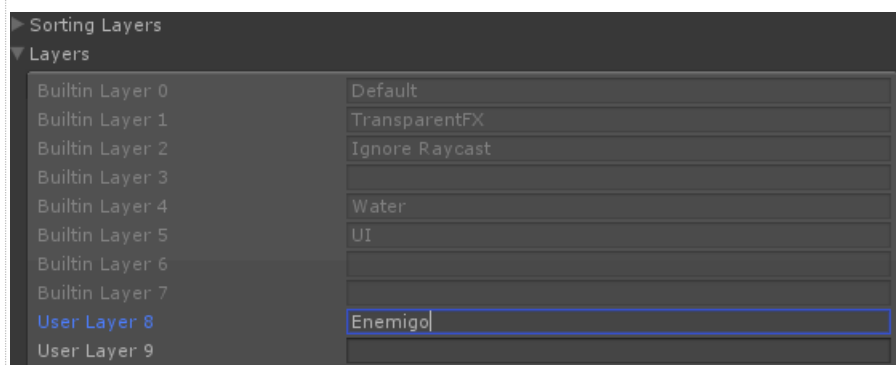 Sorting Layers
Layers
Builtin Layer 0 Default
Builtin Layer 1 TransparentFX
Builtin Layer 2 Ignore Raycast
Builtin Layer 3
Builtin Layer 4 Water
Builtin Layer 5 UI
Builtin Layer 6
Builtin Layer 7
User Layer 8 Enemigo
User Layer 9